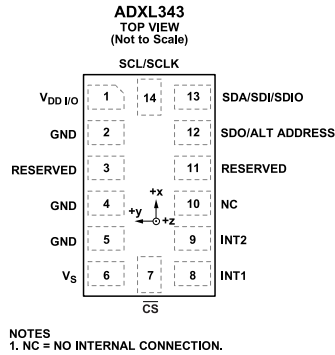 ADXL343
TOP VIEW
(Not to Scale)
SCL/SCLK
VDD I/O 1 14 13 SDA/SDI/SDIO
GND 2 12 SDO/ALT ADDRESS
RESERVED 3 11 RESERVED
GND 4 +x 10 NC
+y +z
GND 5 9 INT2
VS 6 7 8 INT1
CS
NOTES
1. NC = NO INTERNAL CONNECTION.